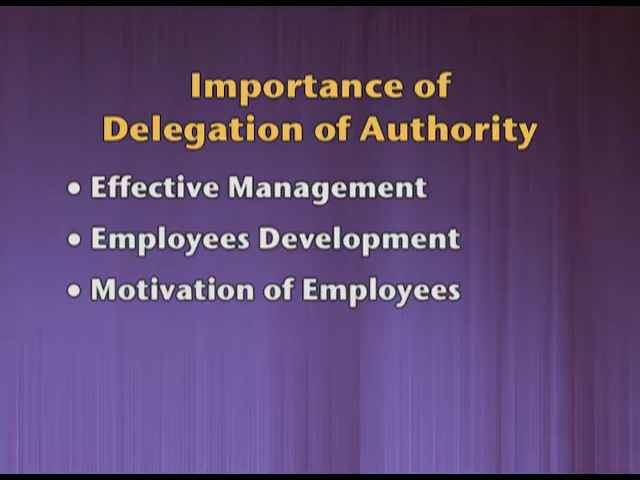 Importance of
Delegation of Authority
• Effective Management
• Employees Development
• Motivation of Employees